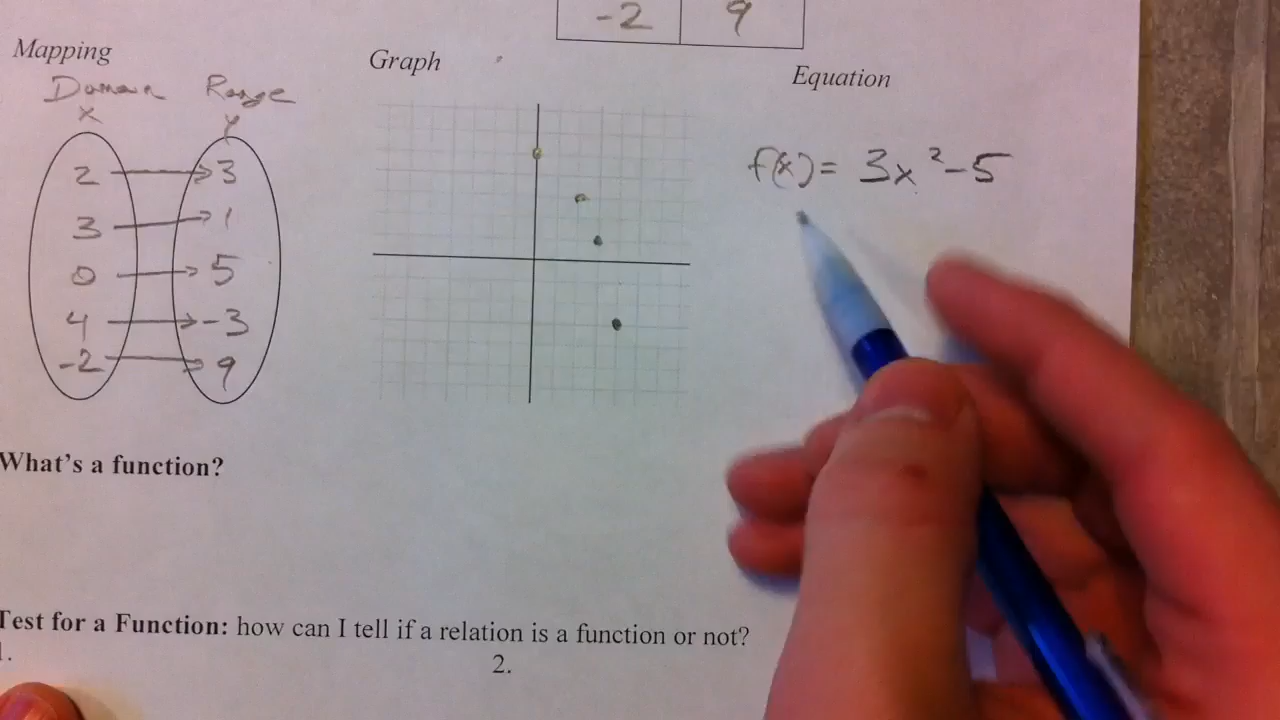 -2 9
Mapping
Graph
Equation
Domain Range
x y
2 3
3 1
0 5
4 -3
-2 9
f(x) = 3x²-5
What's a function?
Test for a Function: how can I tell if a relation is a function or not?
1.
2.